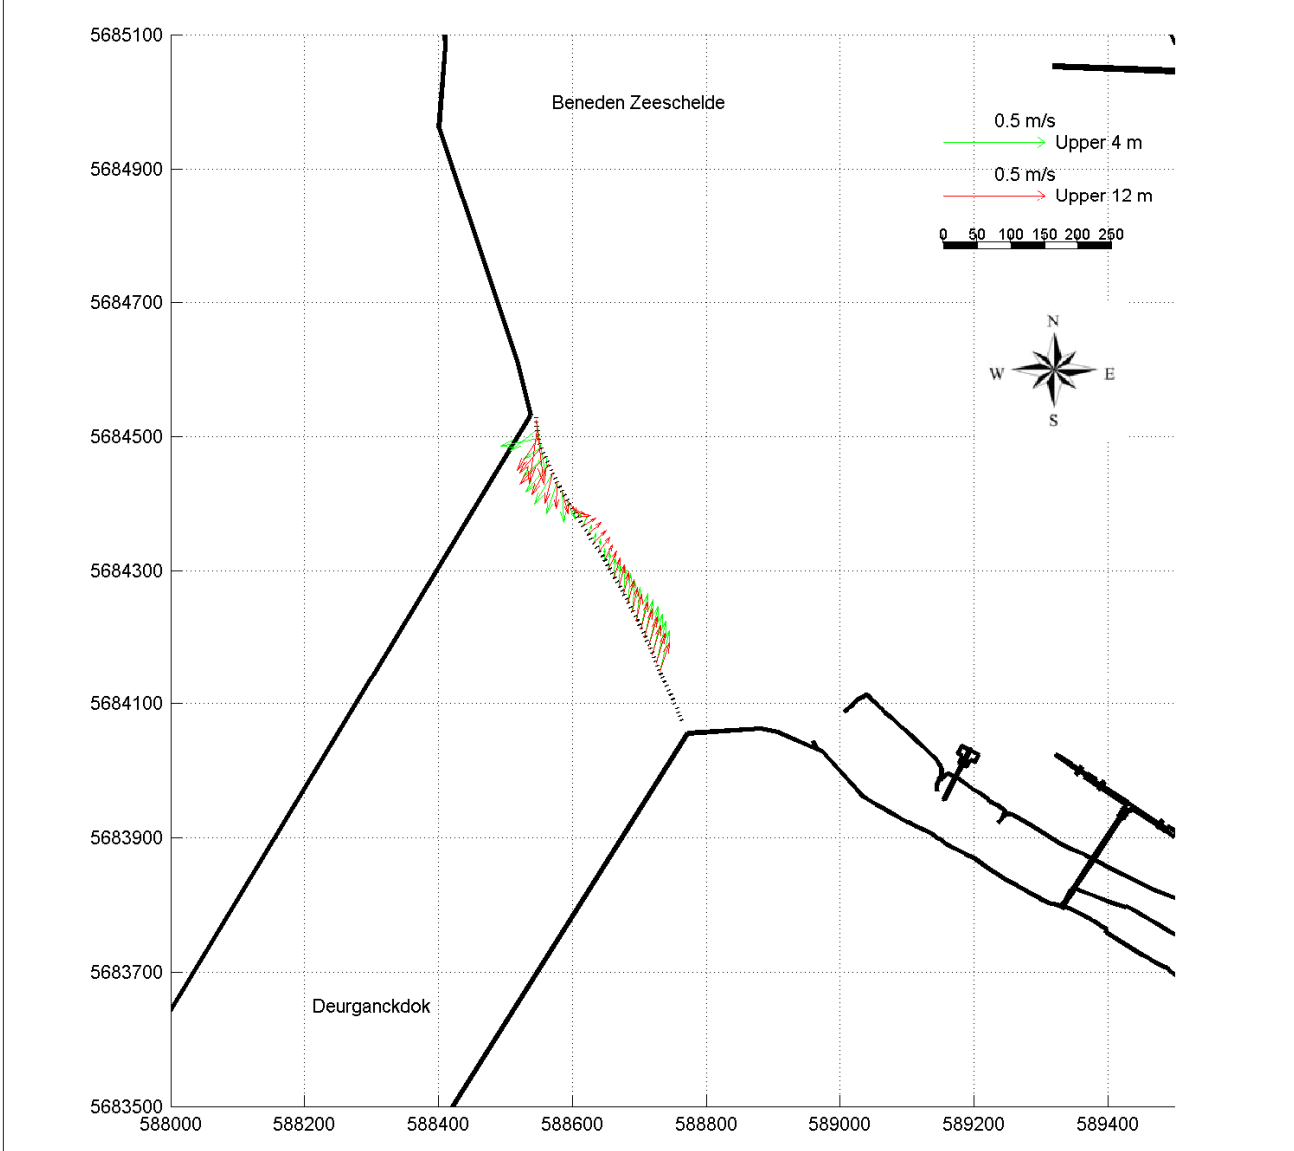 5685100
Beneden Zeeschelde
0.5 m/s
Upper 4 m
5684900
0.5 m/s
Upper 12 m
0 50 100 150 200 250
5684700
N
W E
S
5684500
5684300
5684100
5683900
5683700
Deurganckdok
5683500
588000 588200 588400 588600 588800 589000 589200 589400